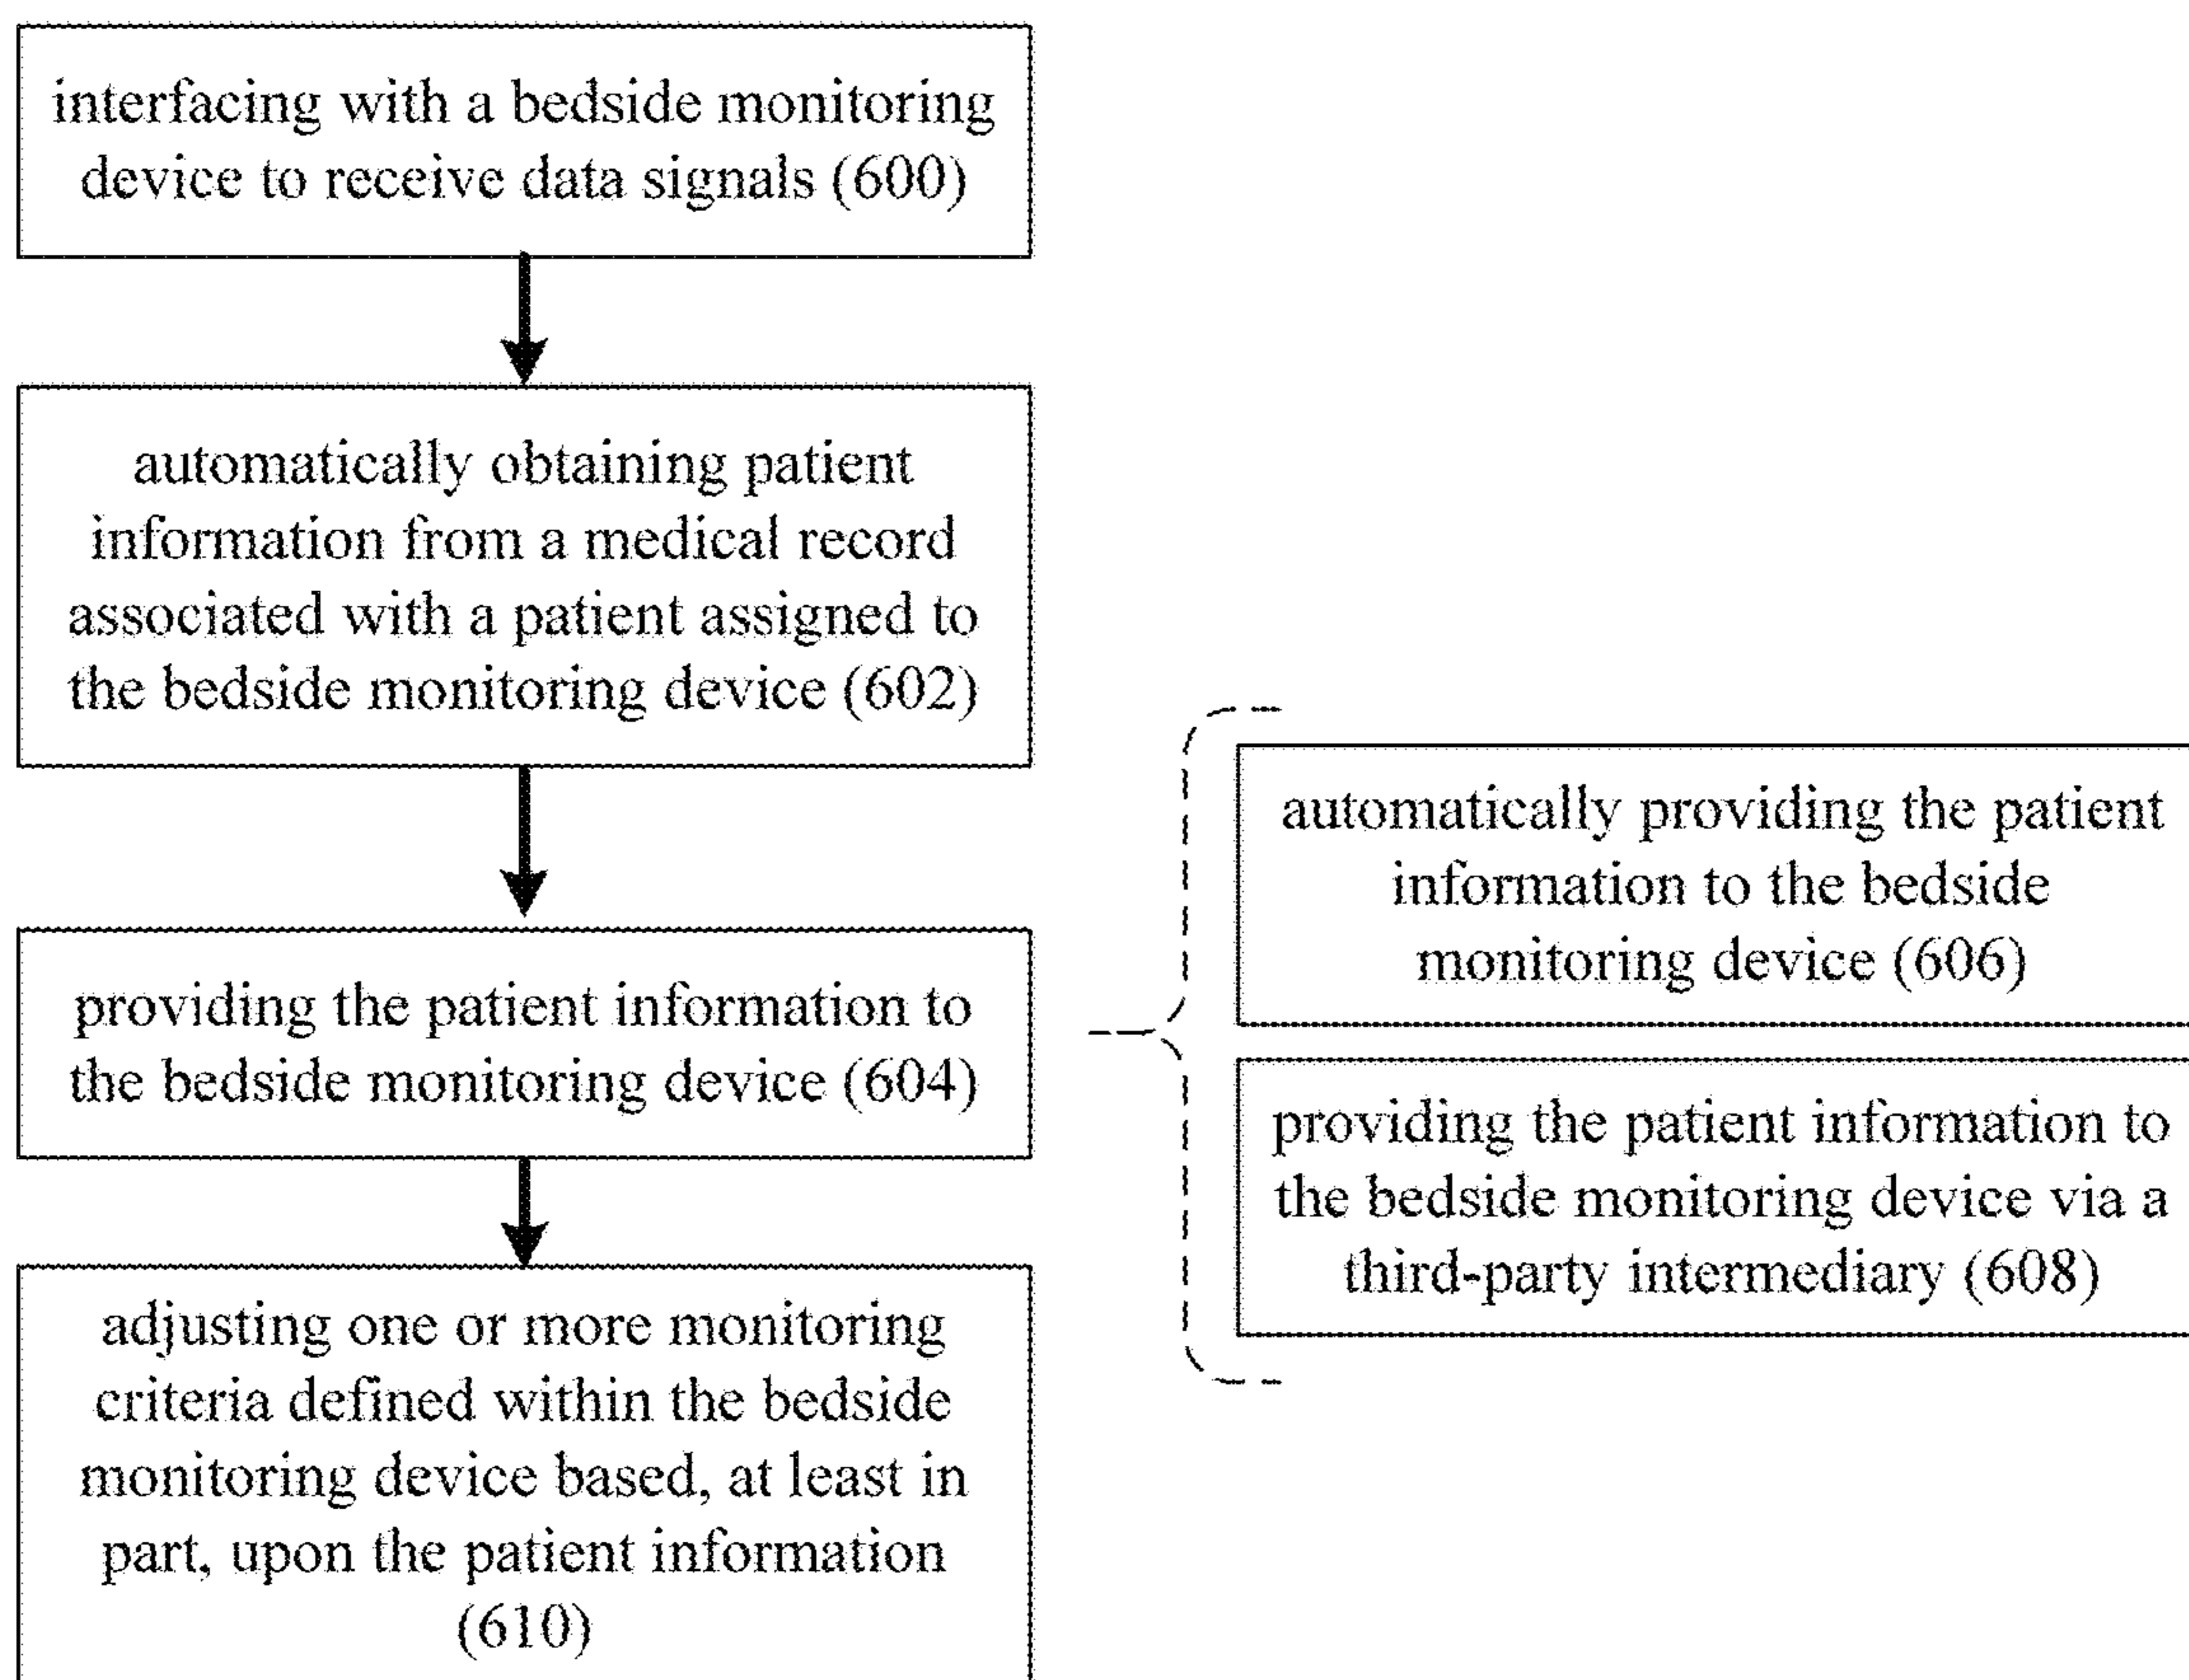 interfacing with a bedside monitoring
device to receive data signals (600)
automatically obtaining patient
information from a medical record
associated with a patient assigned to
the bedside monitoring device (602)
providing the patient information to
the bedside monitoring device (604)
automatically providing the patient
information to the bedside
monitoring device (606)
providing the patient information to
the bedside monitoring device via a
third-party intermediary (608)
adjusting one or more monitoring
criteria defined within the bedside
monitoring device based, at least in
part, upon the patient information
(610)